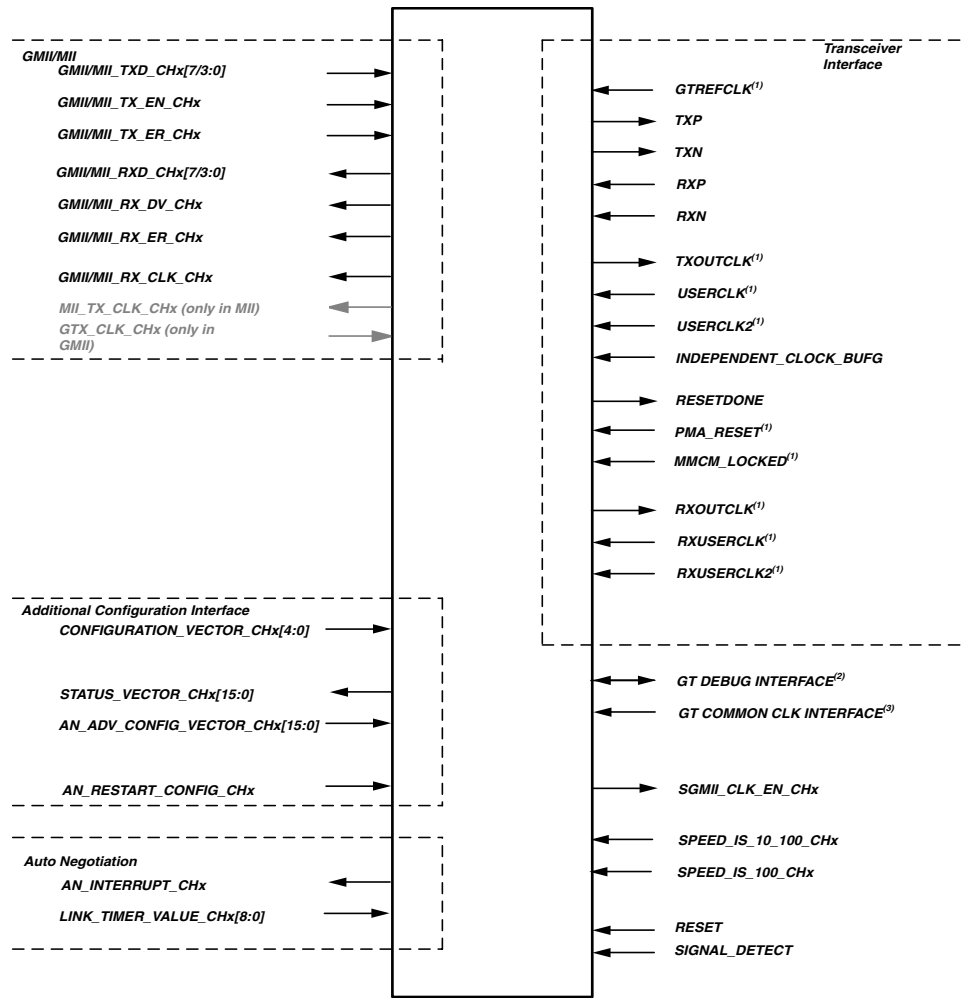 GMII/MII
GMII/MII_TXD_CHx[7/3:0]
GMII/MII_TX_EN_CHx
GMII/MII_TX_ER_CHx
GMII/MII_RXD_CHx[7/3:0]
GMII/MII_RX_DV_CHx
GMII/MII_RX_ER_CHx
GMII/MII_RX_CLK_CHx
MII_TX_CLK_CHx (only in MII)
GTX_CLK_CHx (only in
GMII)
Additional Configuration Interface
CONFIGURATION_VECTOR_CHx[4:0]
STATUS_VECTOR_CHx[15:0]
AN_ADV_CONFIG_VECTOR_CHx[15:0]
AN_RESTART_CONFIG_CHx
Auto Negotiation
AN_INTERRUPT_CHx
LINK_TIMER_VALUE_CHx[8:0]
Transceiver
Interface
GTREFCLK(1)
TXP
TXN
RXP
RXN
TXOUTCLK(1)
USERCLK(1)
USERCLK2(1)
INDEPENDENT_CLOCK_BUFG
RESETDONE
PMA_RESET(1)
MMCM_LOCKED(1)
RXOUTCLK(1)
RXUSERCLK(1)
RXUSERCLK2(1)
GT DEBUG INTERFACE(2)
GT COMMON CLK INTERFACE(3)
SGMII_CLK_EN_CHx
SPEED_IS_10_100_CHx
SPEED_IS_100_CHx
RESET
SIGNAL_DETECT